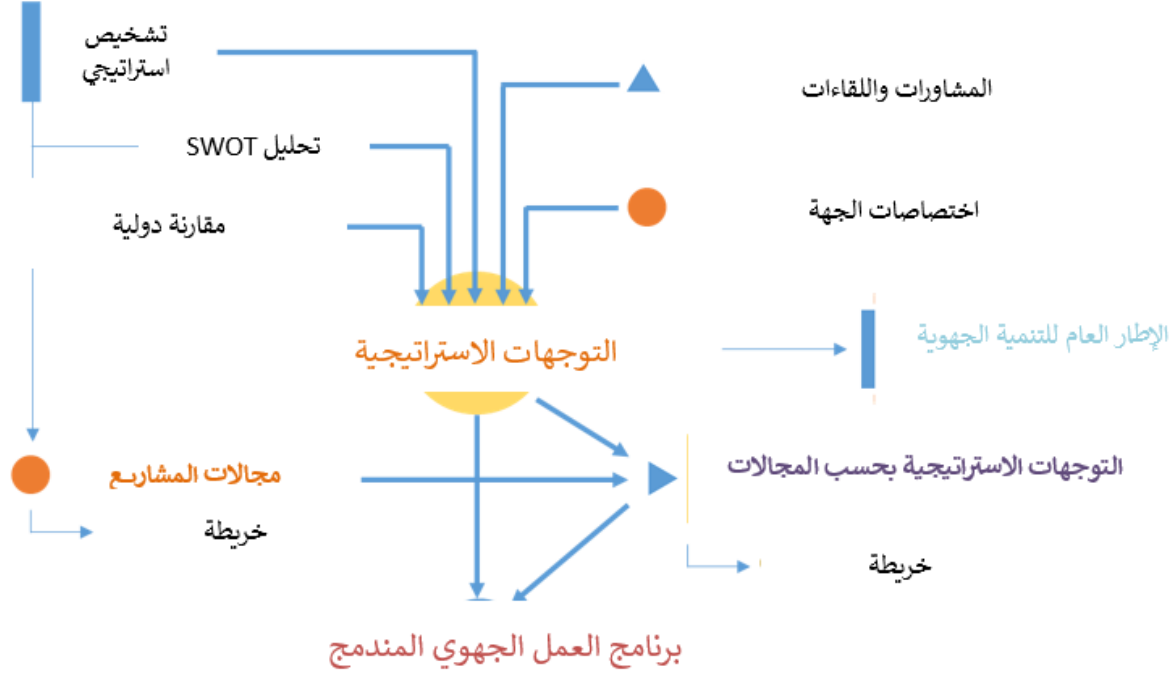 تشخيص
استراتيجي
المشاورات واللقاءات
تحليل SWOT
اختصاصات الجهة
مقارنة دولية
الإطار العام للتنمية الجهوية
التوجهات الاستراتيجية
التوجهات الاستراتيجية بحسب المجالات
مجالات المشاريع
خريطة
خريطة
برنامج العمل الجهوي المندمج